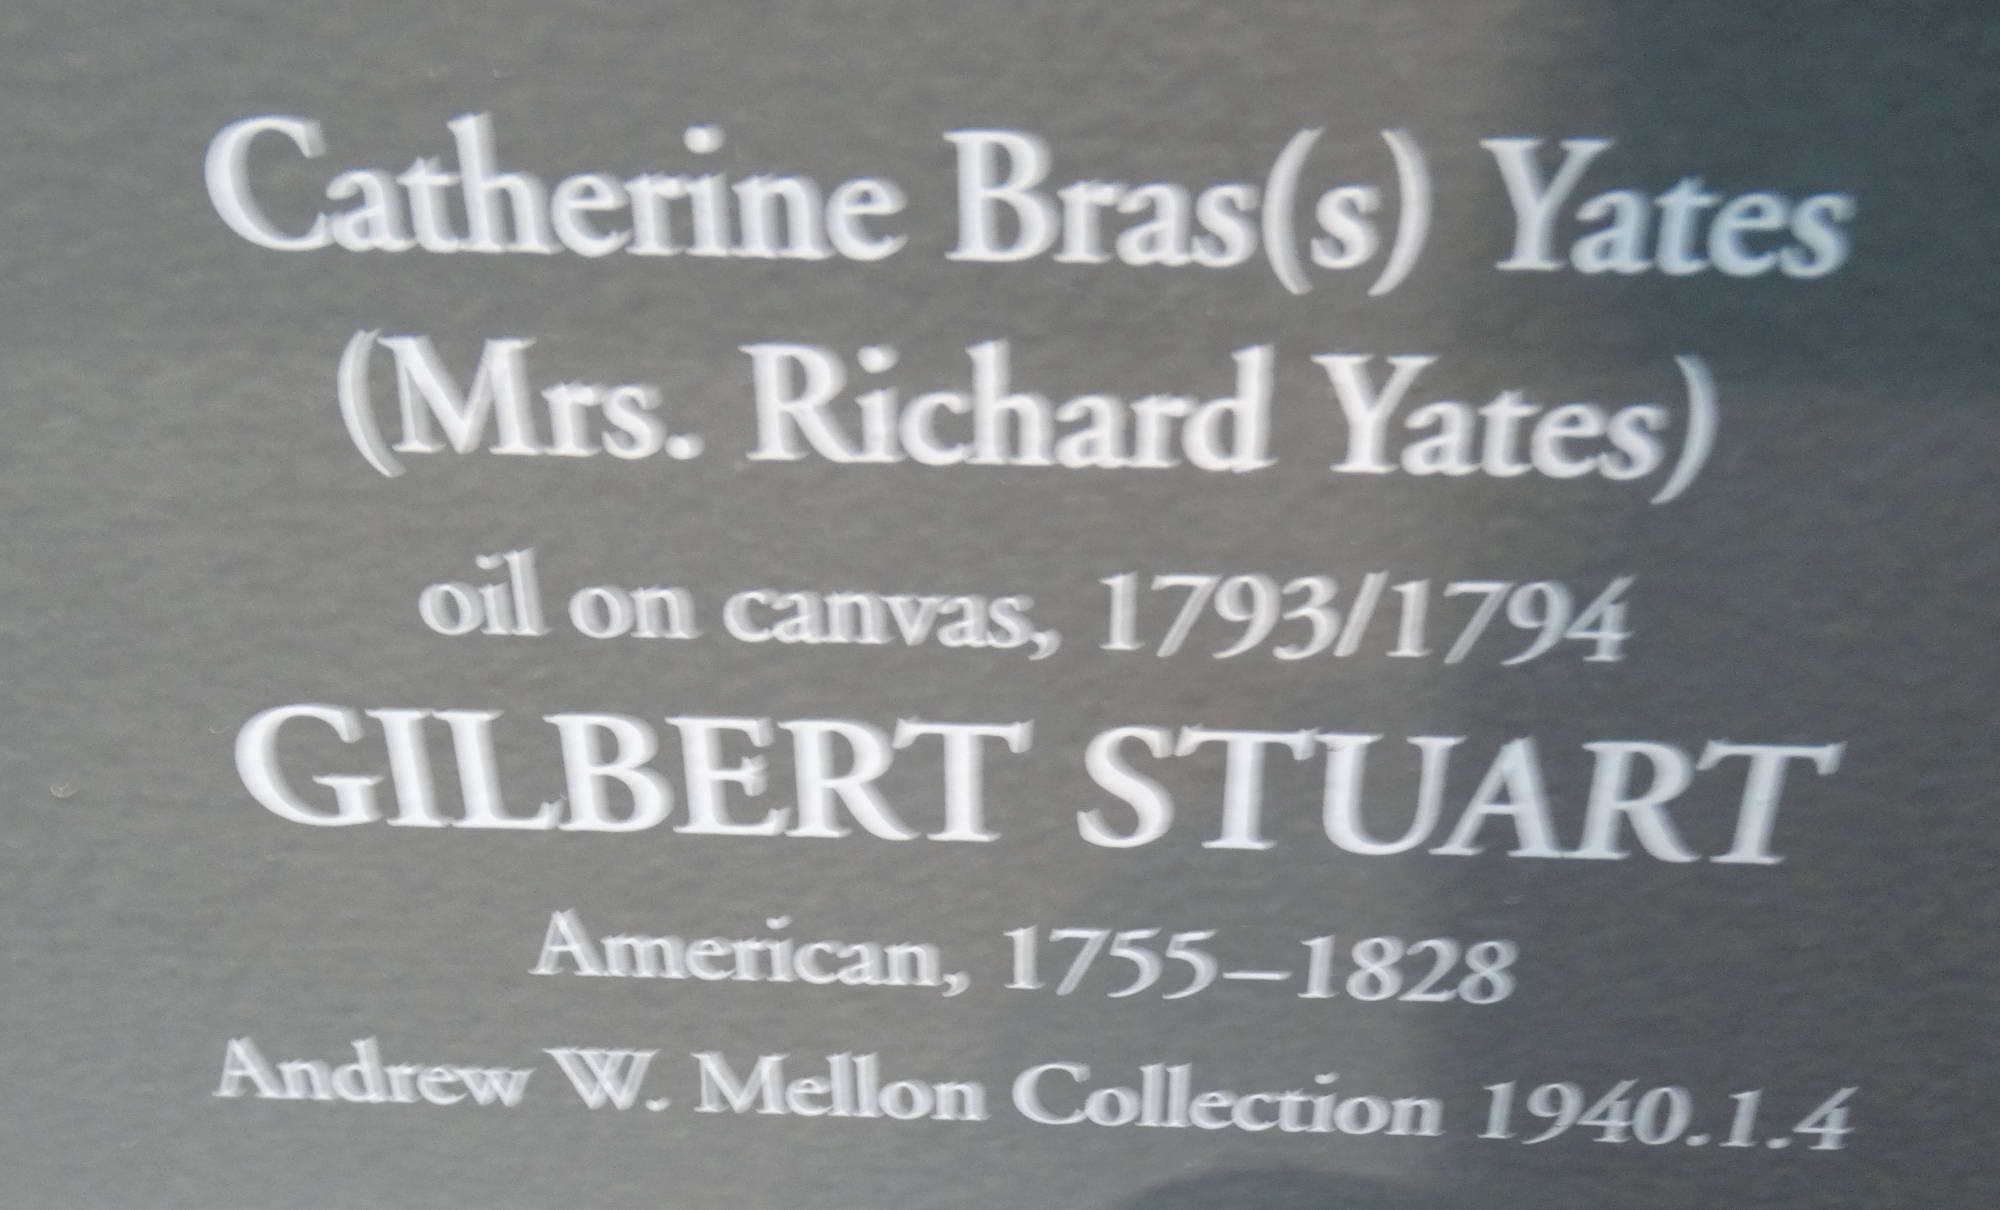 Catherine Bras(s) Yates
(Mrs. Richard Yates)
oil on canvas, 1793/1794
GILBERT STUART
American, 1755–1828
Andrew W. Mellon Collection 1940.1.4